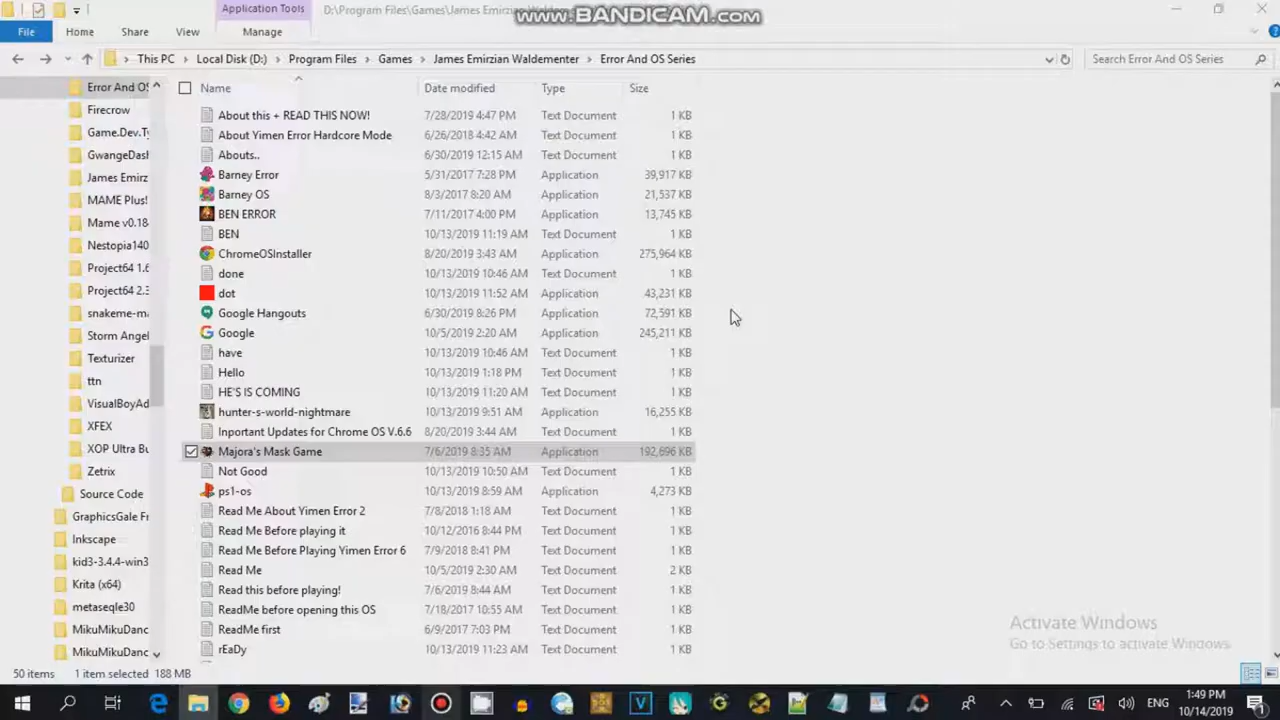 Application Tools D:\Program Files\Games\James Emirzian
www.BANDICAM.com
File Home Share View Manage
This PC Local Disk (D:) Program Files Games James Emirzian Waldementer Error And OS Series Search Error And OS Series
Name Date modified Type Size
Error And OS
Firecrow
Game.Dev.Ty
GwangeDash
James Emirz
MAME Plus!
Mame v0.18
Nestopia140
Project64 1.6
Project64 2.3
snakeme-ma
Storm Angel
Texturizer
ttn
VisualBoyAd
XFEX
XOP Ultra Bu
Zetrix
Source Code
GraphicsGale Fr
Inkscape
kid3-3.4.4-win3
Krita (x64)
metaseqle30
MikuMikuDanc
MikuMikuDanc
About this + READ THIS NOW! 7/28/2019 4:47 PM Text Document 1 KB
About Yimen Error Hardcore Mode 6/26/2018 4:42 AM Text Document 1 KB
Abouts.. 6/30/2019 12:15 AM Text Document 1 KB
Barney Error 5/31/2017 7:28 PM Application 39,917 KB
Barney OS 8/3/2017 8:20 AM Application 21,537 KB
BEN ERROR 7/11/2017 4:00 PM Application 13,745 KB
BEN 10/13/2019 11:19 AM Text Document 1 KB
ChromeOSInstaller 8/20/2019 3:43 AM Application 275,964 KB
done 10/13/2019 10:46 AM Text Document 1 KB
dot 10/13/2019 11:52 AM Application 43,231 KB
Google Hangouts 6/30/2019 8:26 PM Application 72,591 KB
Google 10/5/2019 2:20 AM Application 245,211 KB
have 10/13/2019 10:46 AM Text Document 1 KB
Hello 10/13/2019 1:18 PM Text Document 1 KB
HE'S IS COMING 10/13/2019 11:20 AM Text Document 1 KB
hunter-s-world-nightmare 10/13/2019 9:51 AM Application 16,255 KB
Inportant Updates for Chrome OS V.6.6 8/20/2019 3:44 AM Text Document 1 KB
Majora's Mask Game 7/6/2019 8:35 AM Application 192,696 KB
Not Good 10/13/2019 10:50 AM Text Document 1 KB
ps1-os 10/13/2019 8:59 AM Application 4,273 KB
Read Me About Yimen Error 2 7/8/2018 1:18 AM Text Document 1 KB
Read Me Before playing it 10/12/2016 8:44 PM Text Document 1 KB
Read Me Before Playing Yimen Error 6 7/9/2018 8:41 PM Text Document 1 KB
Read Me 10/5/2019 2:30 AM Text Document 2 KB
Read this before playing! 7/6/2019 8:44 AM Text Document 1 KB
ReadMe before opening this OS 7/18/2017 10:55 AM Text Document 1 KB
ReadMe first 6/9/2017 7:03 PM Text Document 1 KB
rEaDy 10/13/2019 11:23 AM Text Document 1 KB
Activate Windows
Go to Settings to activate Windows.
50 items 1 item selected 188 MB
ENG 1:49 PM
10/14/2019